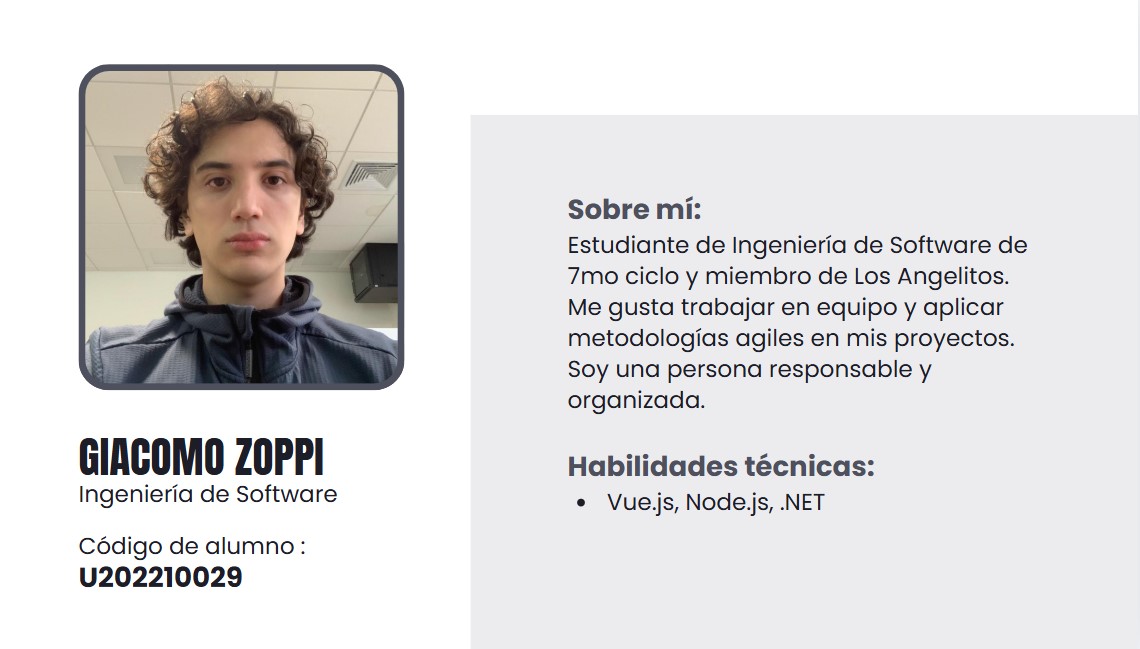 GIACOMO ZOPPI
Ingeniería de Software
Código de alumno :
U202210029
Sobre mí:
Estudiante de Ingeniería de Software de
7mo ciclo y miembro de Los Angelitos.
Me gusta trabajar en equipo y aplicar
metodologías agiles en mis proyectos.
Soy una persona responsable y
organizada.
Habilidades técnicas:
• Vue.js, Node.js, .NET